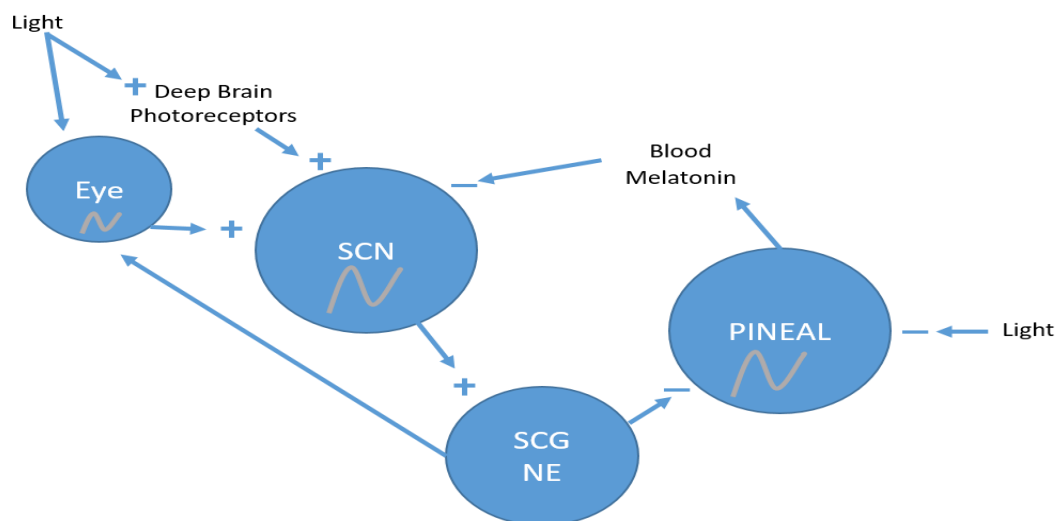 Light
+
Deep Brain
Photoreceptors
+
Blood
Melatonin
−
Eye
+
SCN
PINEAL
−
Light
+
−
SCG
NE